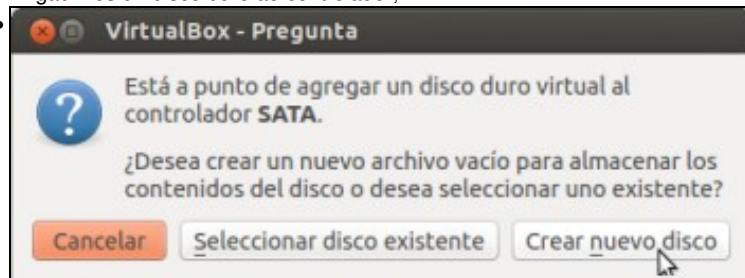 VirtualBox - Pregunta
Está a punto de agregar un disco duro virtual al
controlador SATA.
¿Desea crear un nuevo archivo vacío para almacenar los
contenidos del disco o desea seleccionar uno existente?
Cancelar Seleccionar disco existente Crear nuevo disco